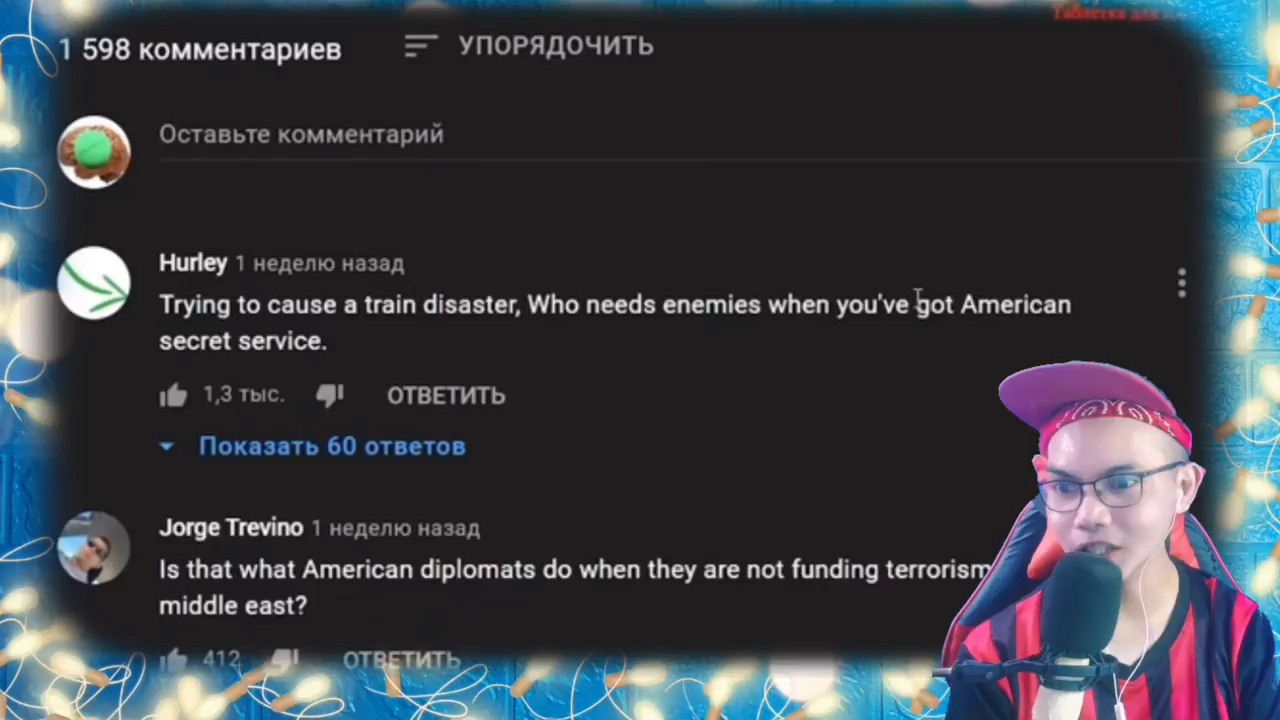 Таблетка для
1 598 комментариев
УПОРЯДОЧИТЬ
Оставьте комментарий
Hurley 1 неделю назад
Trying to cause a train disaster, Who needs enemies when you've got American
secret service.
1,3 тыс. ОТВЕТИТЬ
Показать 60 ответов
Jorge Trevino 1 неделю назад
Is that what American diplomats do when they are not funding terrorism
middle east?
412 ОТВЕТИТЬ